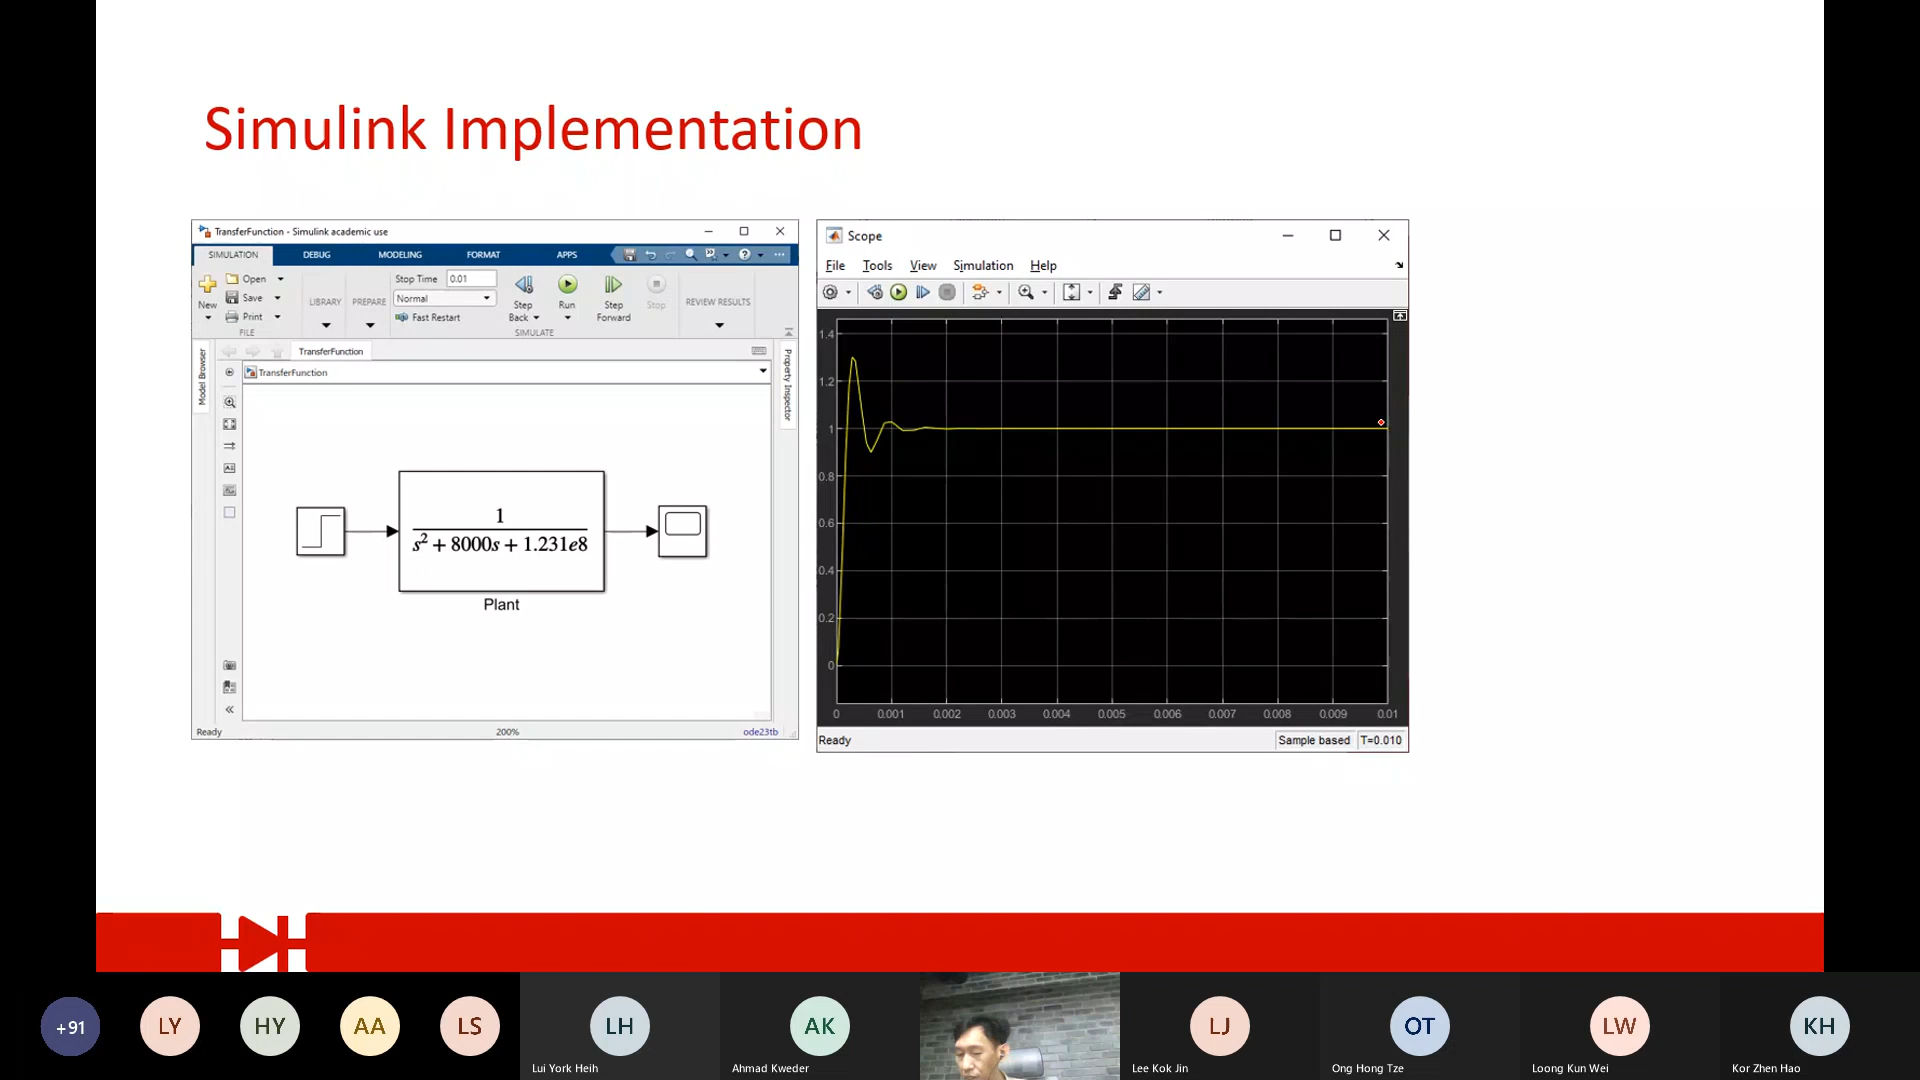 Simulink Implementation
TransferFunction - Simulink academic use
SIMULATION DEBUG MODELING FORMAT APPS
New
Open
Save
Print
FILE
LIBRARY
PREPARE
Stop Time 0.01
Normal
Fast Restart
Step
Back
Run
Step
Forward
Stop
SIMULATE
REVIEW RESULTS
Model Browser
TransferFunction
TransferFunction
Property Inspector
1
s² + 8000s + 1.231e8
Plant
Ready 200% ode23tb
Scope
File Tools View Simulation Help
1.4
1.2
1
0.8
0.6
0.4
0.2
0
0 0.001 0.002 0.003 0.004 0.005 0.006 0.007 0.008 0.009 0.01
Ready Sample based T=0.010
+91 LY HY AA LS LH AK LJ OT LW KH
Lui York Heih Ahmad Kweder Lee Kok Jin Ong Hong Tze Loong Kun Wei Kor Zhen Hao